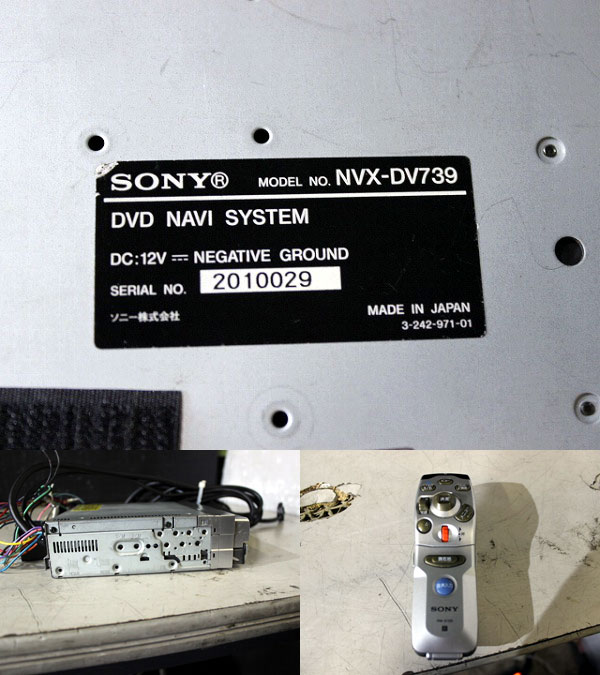 SONY® MODEL NO. NVX-DV739
DVD NAVI SYSTEM
DC:12V ⎓ NEGATIVE GROUND
SERIAL NO. 2010029
ソニー株式会社
MADE IN JAPAN
3-242-971-01
SONY